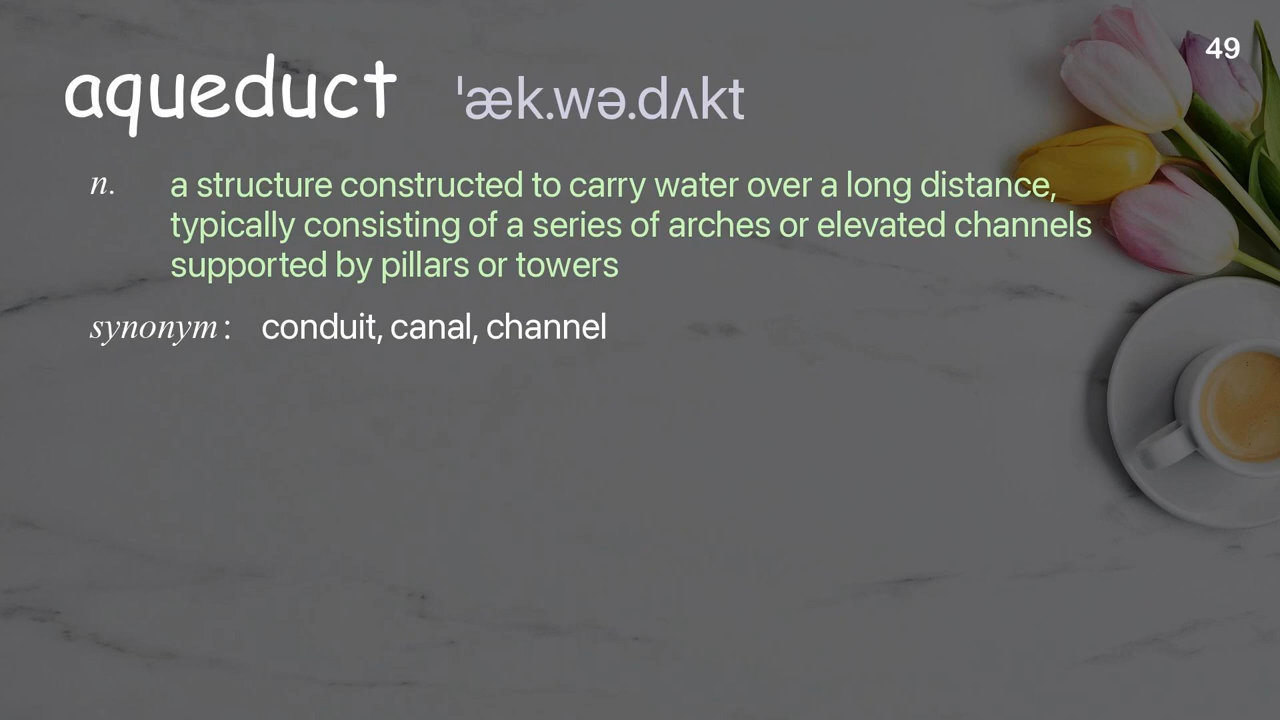 49
aqueduct ˈæk.wə.dʌkt
n. a structure constructed to carry water over a long distance,
typically consisting of a series of arches or elevated channels
supported by pillars or towers
synonym: conduit, canal, channel